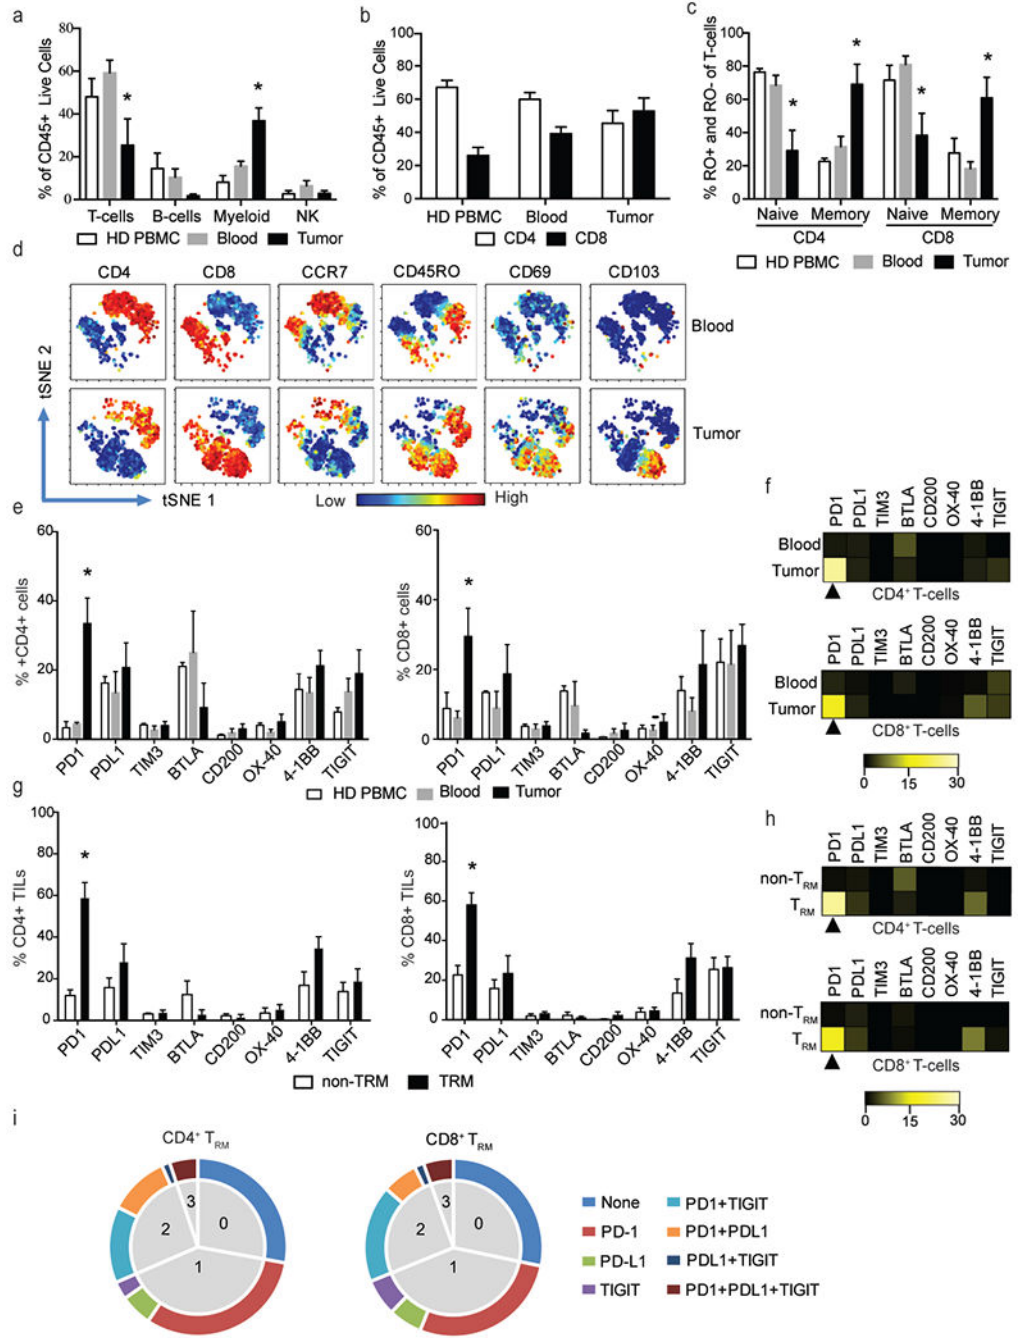 a
% of CD45+ Live Cells
80
60
40
20
0
T-cells B-cells Myeloid NK
HD PBMC Blood Tumor
* *
b
% of CD45+ Live Cells
100
80
60
40
20
0
HD PBMC Blood Tumor
CD4 CD8
c
% RO+ and RO- of T-cells
100
80
60
40
20
0
* * * *
Naive Memory Naive Memory
CD4 CD8
HD PBMC Blood Tumor
d
CD4 CD8 CCR7 CD45RO CD69 CD103
Blood
Tumor
tSNE 2
tSNE 1
Low High
e
% +CD4+ cells
60
40
20
0
*
PD1 PDL1 TIM3 BTLA CD200 OX-40 4-1BB TIGIT
% CD8+ cells
60
40
20
0
*
PD1 PDL1 TIM3 BTLA CD200 OX-40 4-1BB TIGIT
HD PBMC Blood Tumor
f
PD1 PDL1 TIM3 BTLA CD200 OX-40 4-1BB TIGIT
Blood
Tumor
CD4⁺ T-cells
PD1 PDL1 TIM3 BTLA CD200 OX-40 4-1BB TIGIT
Blood
Tumor
CD8⁺ T-cells
0 15 30
g
% CD4+ TILs
100
80
60
40
20
0
*
PD1 PDL1 TIM3 BTLA CD200 OX-40 4-1BB TIGIT
% CD8+ TILs
100
80
60
40
20
0
*
PD1 PDL1 TIM3 BTLA CD200 OX-40 4-1BB TIGIT
non-TRM TRM
h
PD1 PDL1 TIM3 BTLA CD200 OX-40 4-1BB TIGIT
non-T_RM
T_RM
CD4⁺ T-cells
PD1 PDL1 TIM3 BTLA CD200 OX-40 4-1BB TIGIT
non-T_RM
T_RM
CD8⁺ T-cells
0 15 30
i
CD4⁺ T_RM
3
0
2
1
CD8⁺ T_RM
3
0
2
1
None PD1+TIGIT
PD-1 PD1+PDL1
PD-L1 PDL1+TIGIT
TIGIT PD1+PDL1+TIGIT